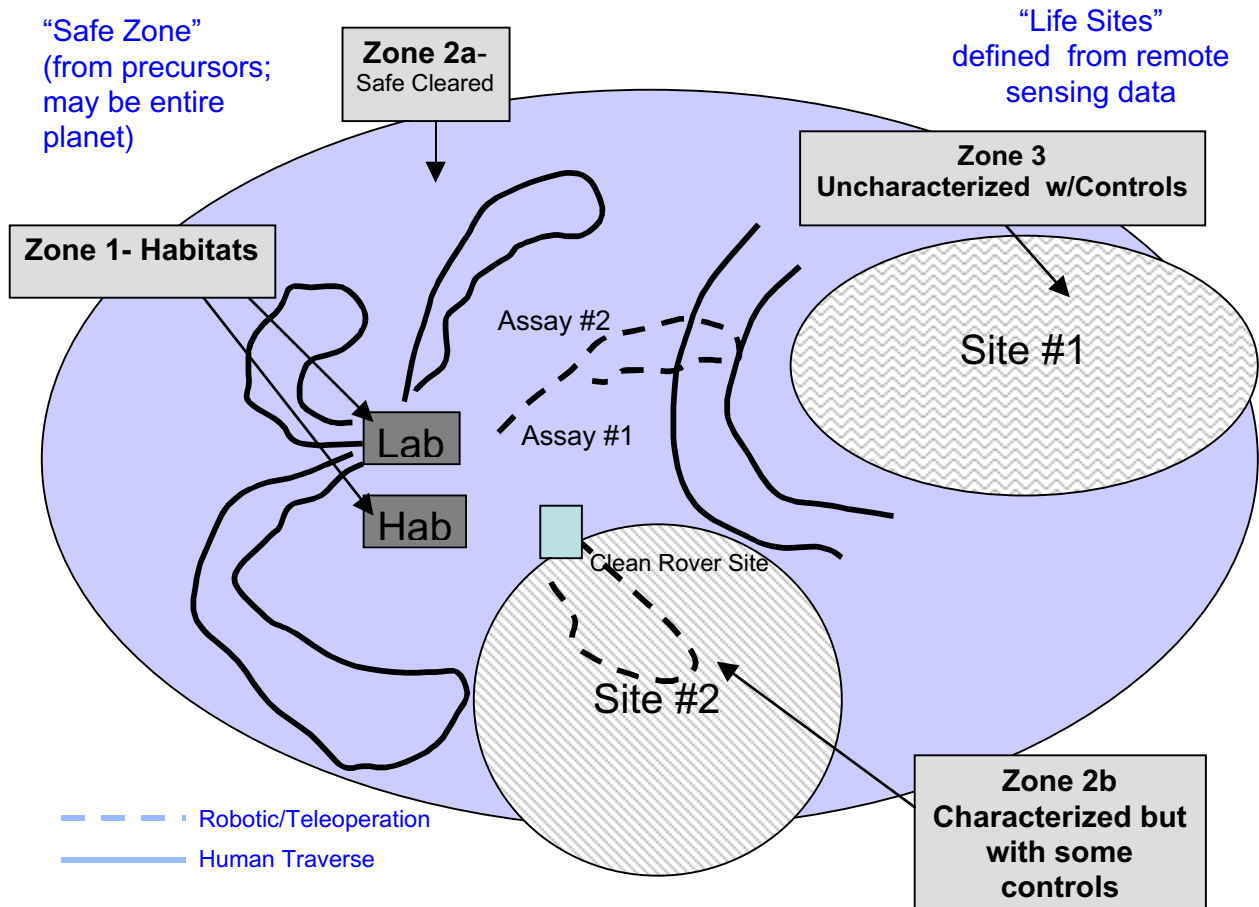 “Safe Zone”
(from precursors;
may be entire
planet)
Zone 2a-
Safe Cleared
“Life Sites”
defined from remote
sensing data
Zone 3
Uncharacterized w/Controls
Zone 1- Habitats
Assay #2
Site #1
Assay #1
Lab
Hab
Clean Rover Site
Site #2
Zone 2b
Characterized but
with some
controls
Robotic/Teleoperation
Human Traverse